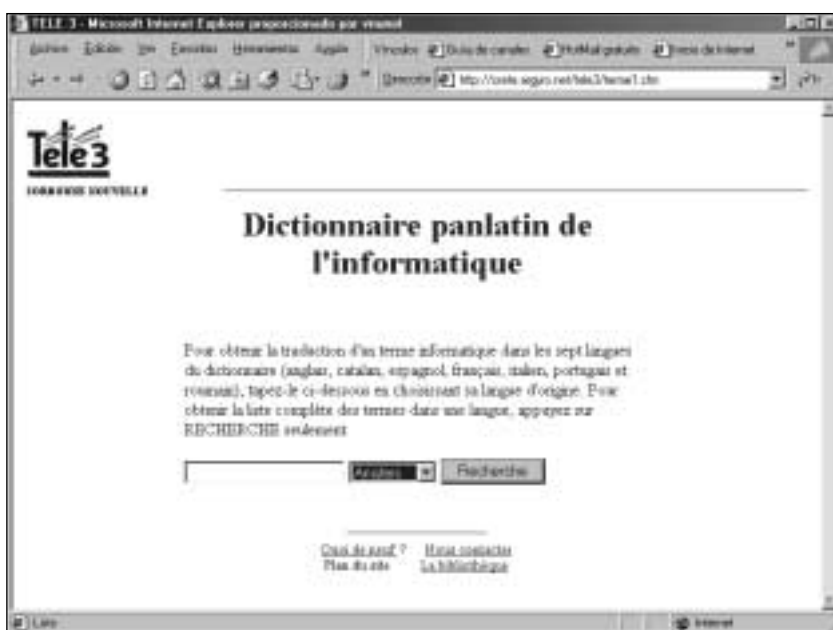 TELE 3 - Microsoft Internet Explorer proporcionado por
Archivo Edición Ver Favoritos Herramientas Ayuda Vínculos Guía de canales HotMail gratuito Inicio de Internet
Dirección
Tele 3
SORBONNE NOUVELLE
Dictionnaire panlatin de
l'informatique
Pour obtenir la traduction d'un terme informatique dans les sept langues
du dictionnaire (anglais, catalan, espagnol, français, italien, portugais et
roumain), tapez-le ci-dessous en choisissant sa langue d'origine. Pour
obtenir la liste complète des termes dans une langue, appuyez sur
RECHERCHE seulement
Anglais Recherche
Quoi de neuf ? Nous contacter
Plan du site La bibliothèque
Listo Internet